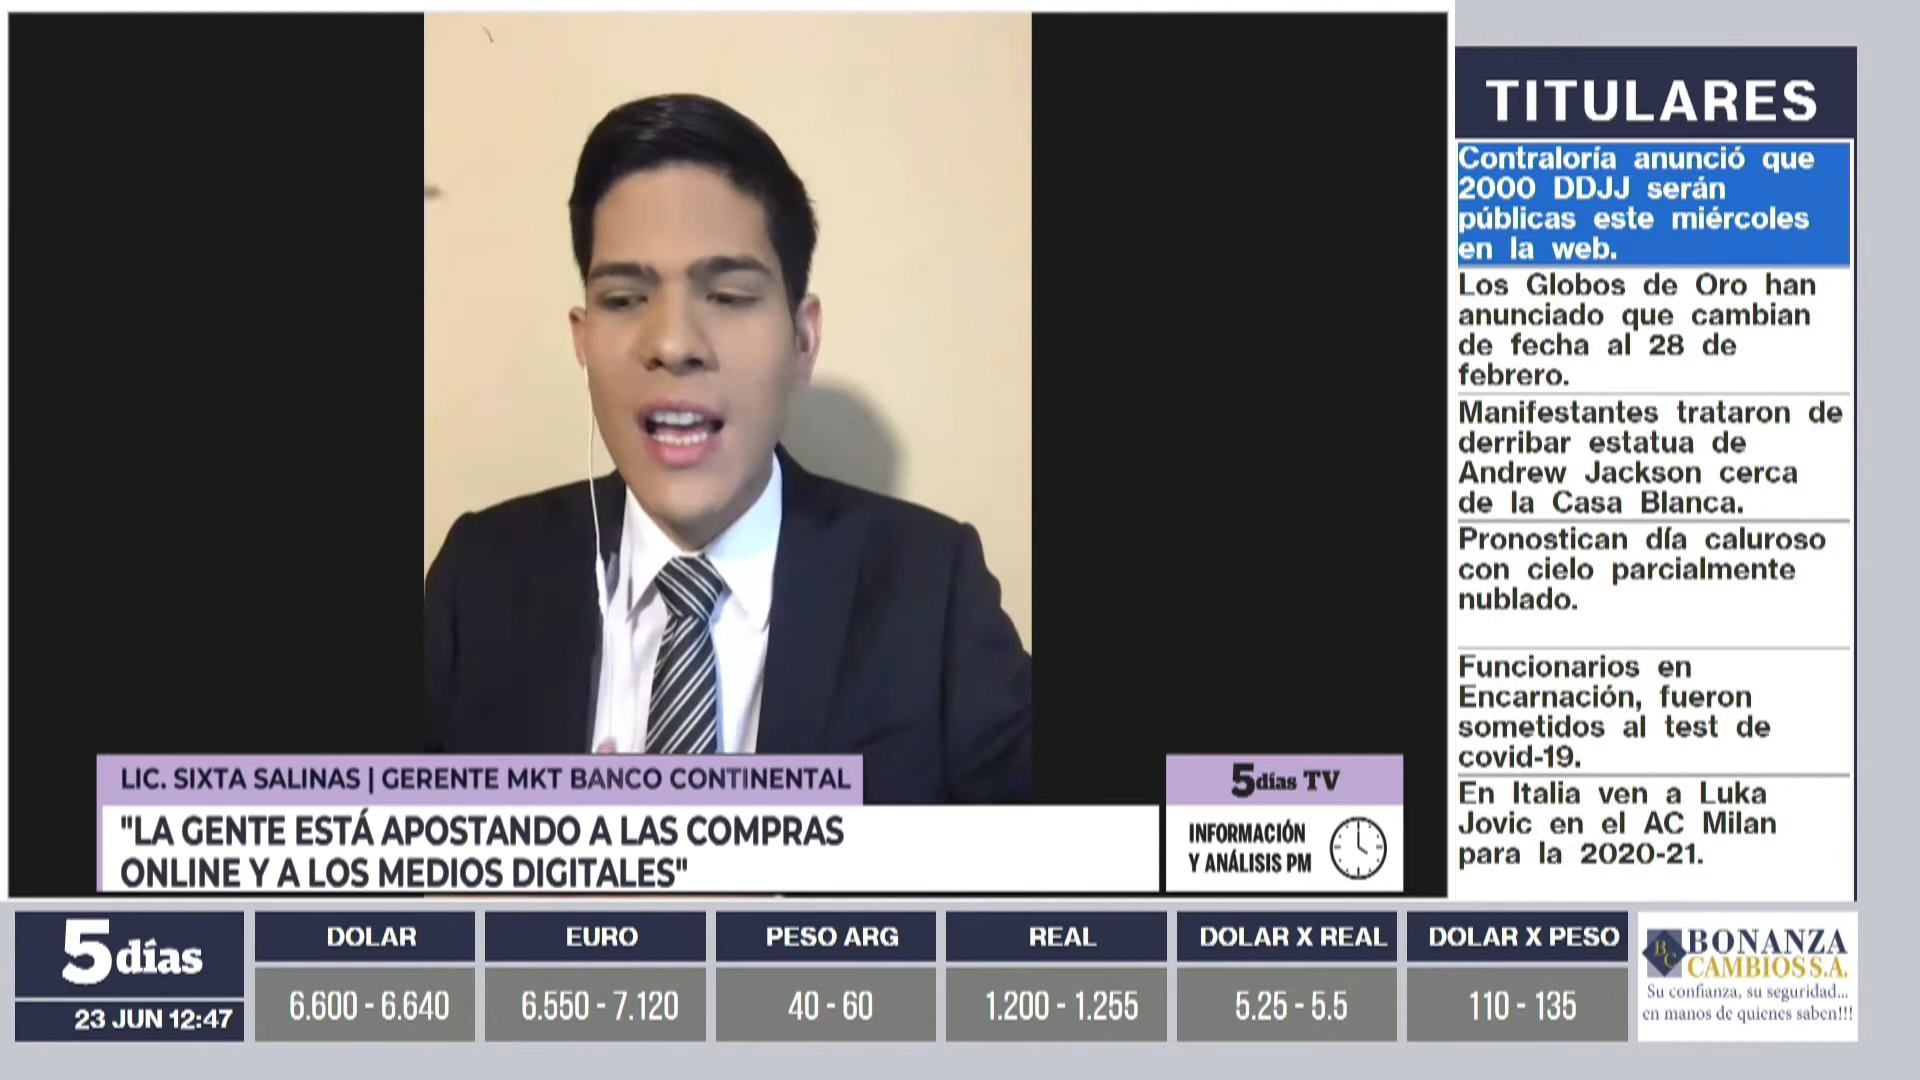 TITULARES
Contraloría anunció que
2000 DDJJ serán
públicas este miércoles
en la web.
Los Globos de Oro han
anunciado que cambian
de fecha al 28 de
febrero.
Manifestantes trataron de
derribar estatua de
Andrew Jackson cerca
de la Casa Blanca.
Pronostican día caluroso
con cielo parcialmente
nublado.
Funcionarios en
Encarnación, fueron
sometidos al test de
covid-19.
En Italia ven a Luka
Jovic en el AC Milan
para la 2020-21.
LIC. SIXTA SALINAS | GERENTE MKT BANCO CONTINENTAL
"LA GENTE ESTÁ APOSTANDO A LAS COMPRAS
ONLINE Y A LOS MEDIOS DIGITALES"
5días TV
INFORMACIÓN
Y ANÁLISIS PM
5días
23 JUN 12:47
DOLAR
6.600 - 6.640
EURO
6.550 - 7.120
PESO ARG
40 - 60
REAL
1.200 - 1.255
DOLAR X REAL
5.25 - 5.5
DOLAR X PESO
110 - 135
BC
BONANZA
CAMBIOS S.A.
Su confianza, su seguridad...
en manos de quienes saben!!!